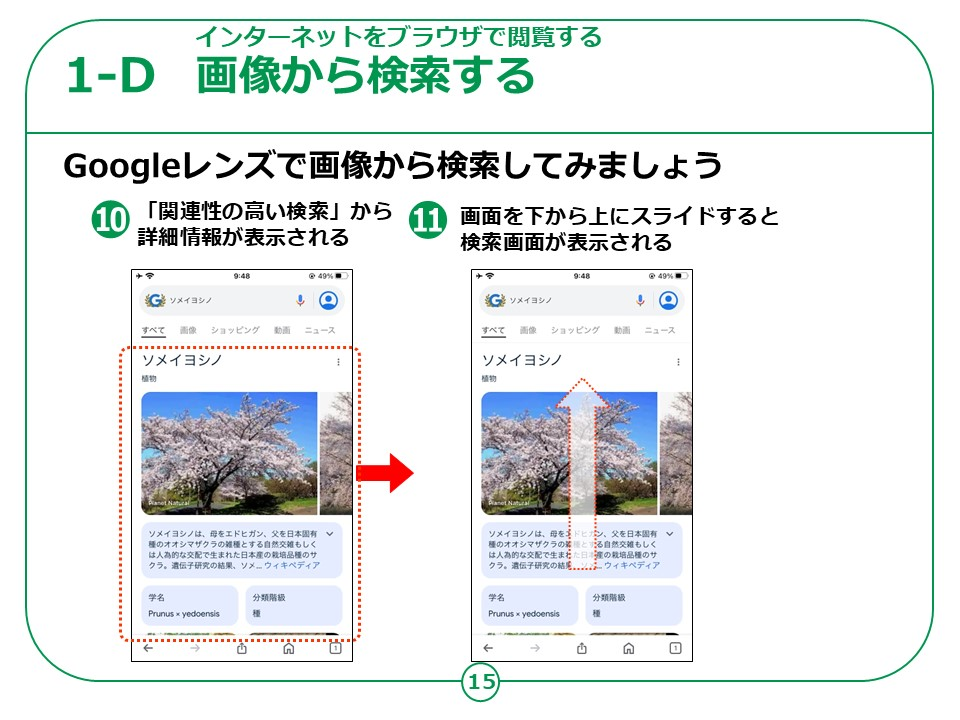 インターネットをブラウザで閲覧する
1-D 画像から検索する
Googleレンズで画像から検索してみましょう
10 「関連性の高い検索」から
詳細情報が表示される
11 画面を下から上にスライドすると
検索画面が表示される
9:48 49%
G ソメイヨシノ
すべて 画像 ショッピング 動画 ニュース
ソメイヨシノ
植物
Planet Natural
ソメイヨシノは、母をエドヒガン、父を日本固有
種のオオシマザクラの雑種とする自然交雑もしく
は人為的な交配で生まれた日本産の栽培品種のサ
クラ。遺伝子研究の結果、ソメ... ウィキペディア
学名 分類階級
Prunus × yedoensis 種
1
9:48 49%
G ソメイヨシノ
すべて 画像 ショッピング 動画 ニュース
ソメイヨシノ
植物
Planet Natural
ソメイヨシノは、母をエドヒガン、父を日本固有
種のオオシマザクラの雑種とする自然交雑もしく
は人為的な交配で生まれた日本産の栽培品種のサ
クラ。遺伝子研究の結果、ソメ... ウィキペディア
学名 分類階級
Prunus × yedoensis 種
1
15